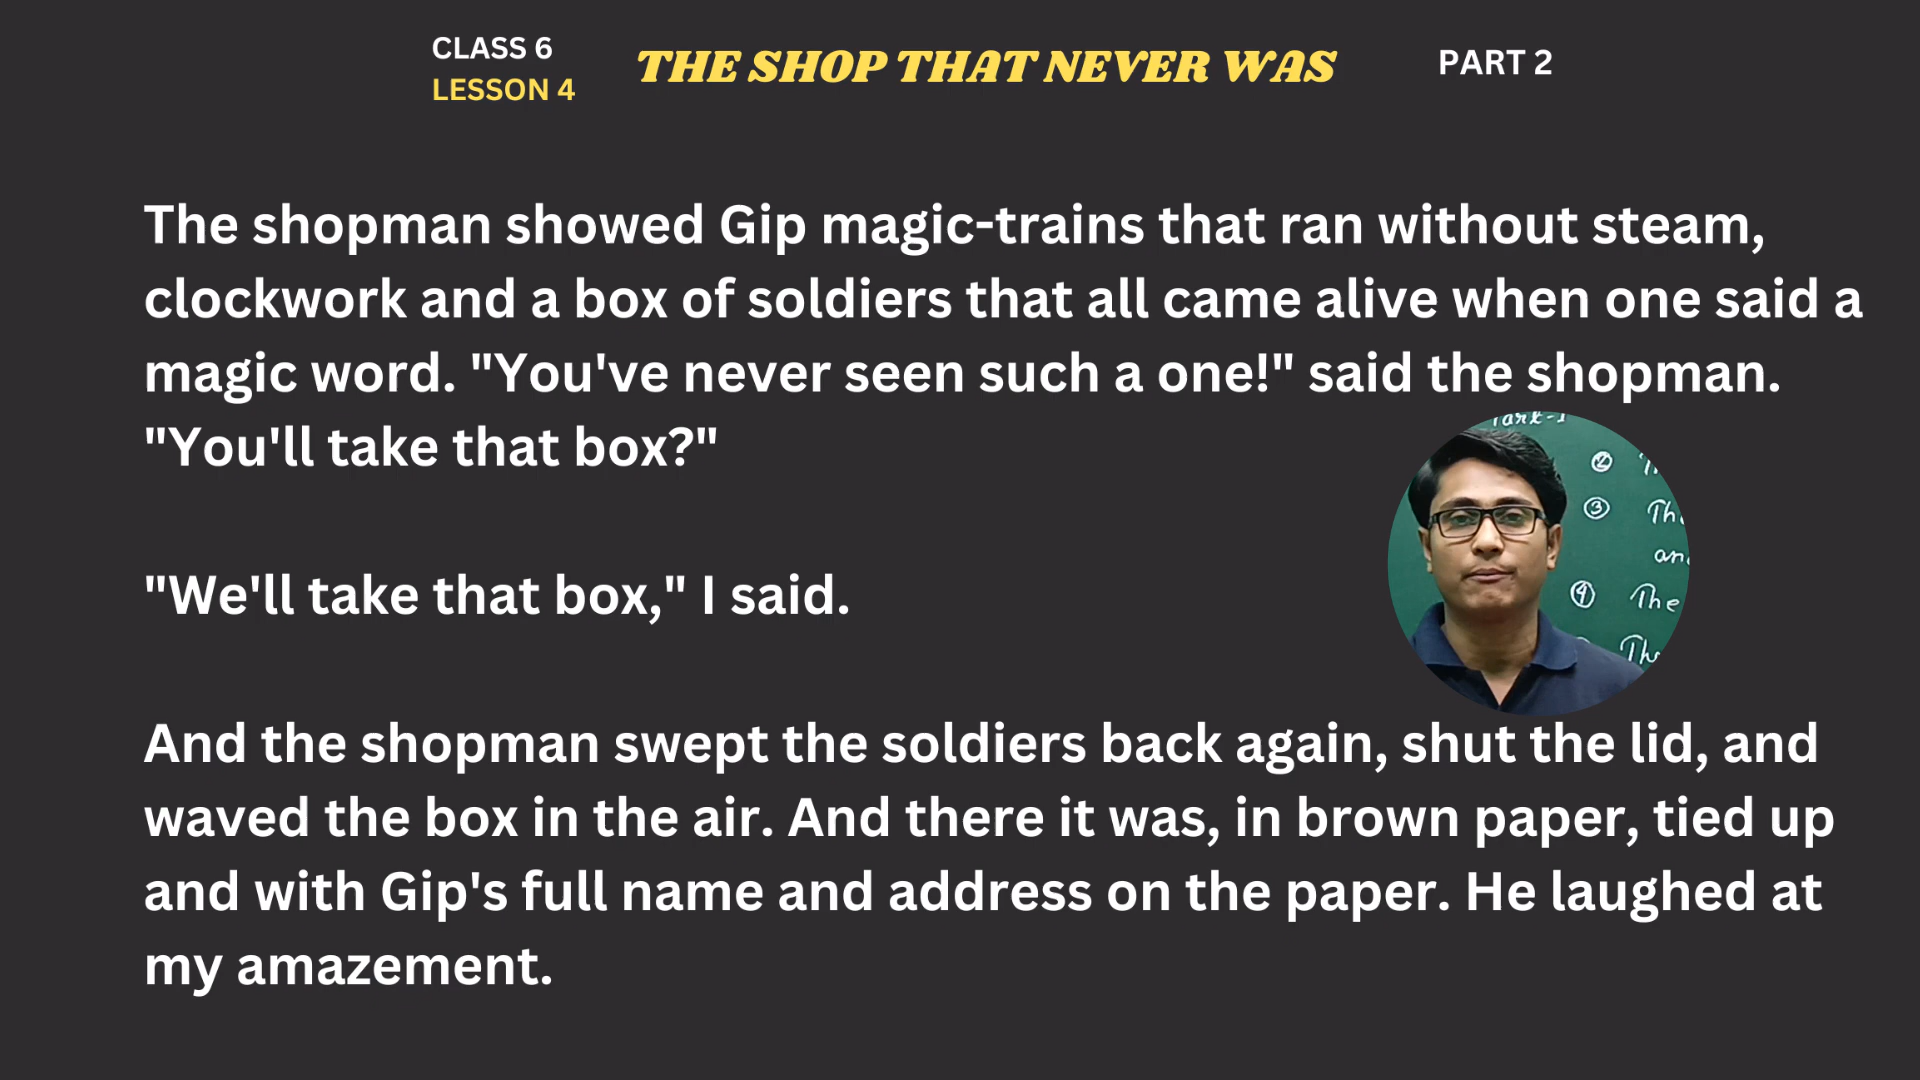 CLASS 6
LESSON 4
THE SHOP THAT NEVER WAS
PART 2
The shopman showed Gip magic-trains that ran without steam,
clockwork and a box of soldiers that all came alive when one said a
magic word. "You've never seen such a one!" said the shopman.
"You'll take that box?"
"We'll take that box," I said.
And the shopman swept the soldiers back again, shut the lid, and
waved the box in the air. And there it was, in brown paper, tied up
and with Gip's full name and address on the paper. He laughed at
my amazement.
②
③
④ The